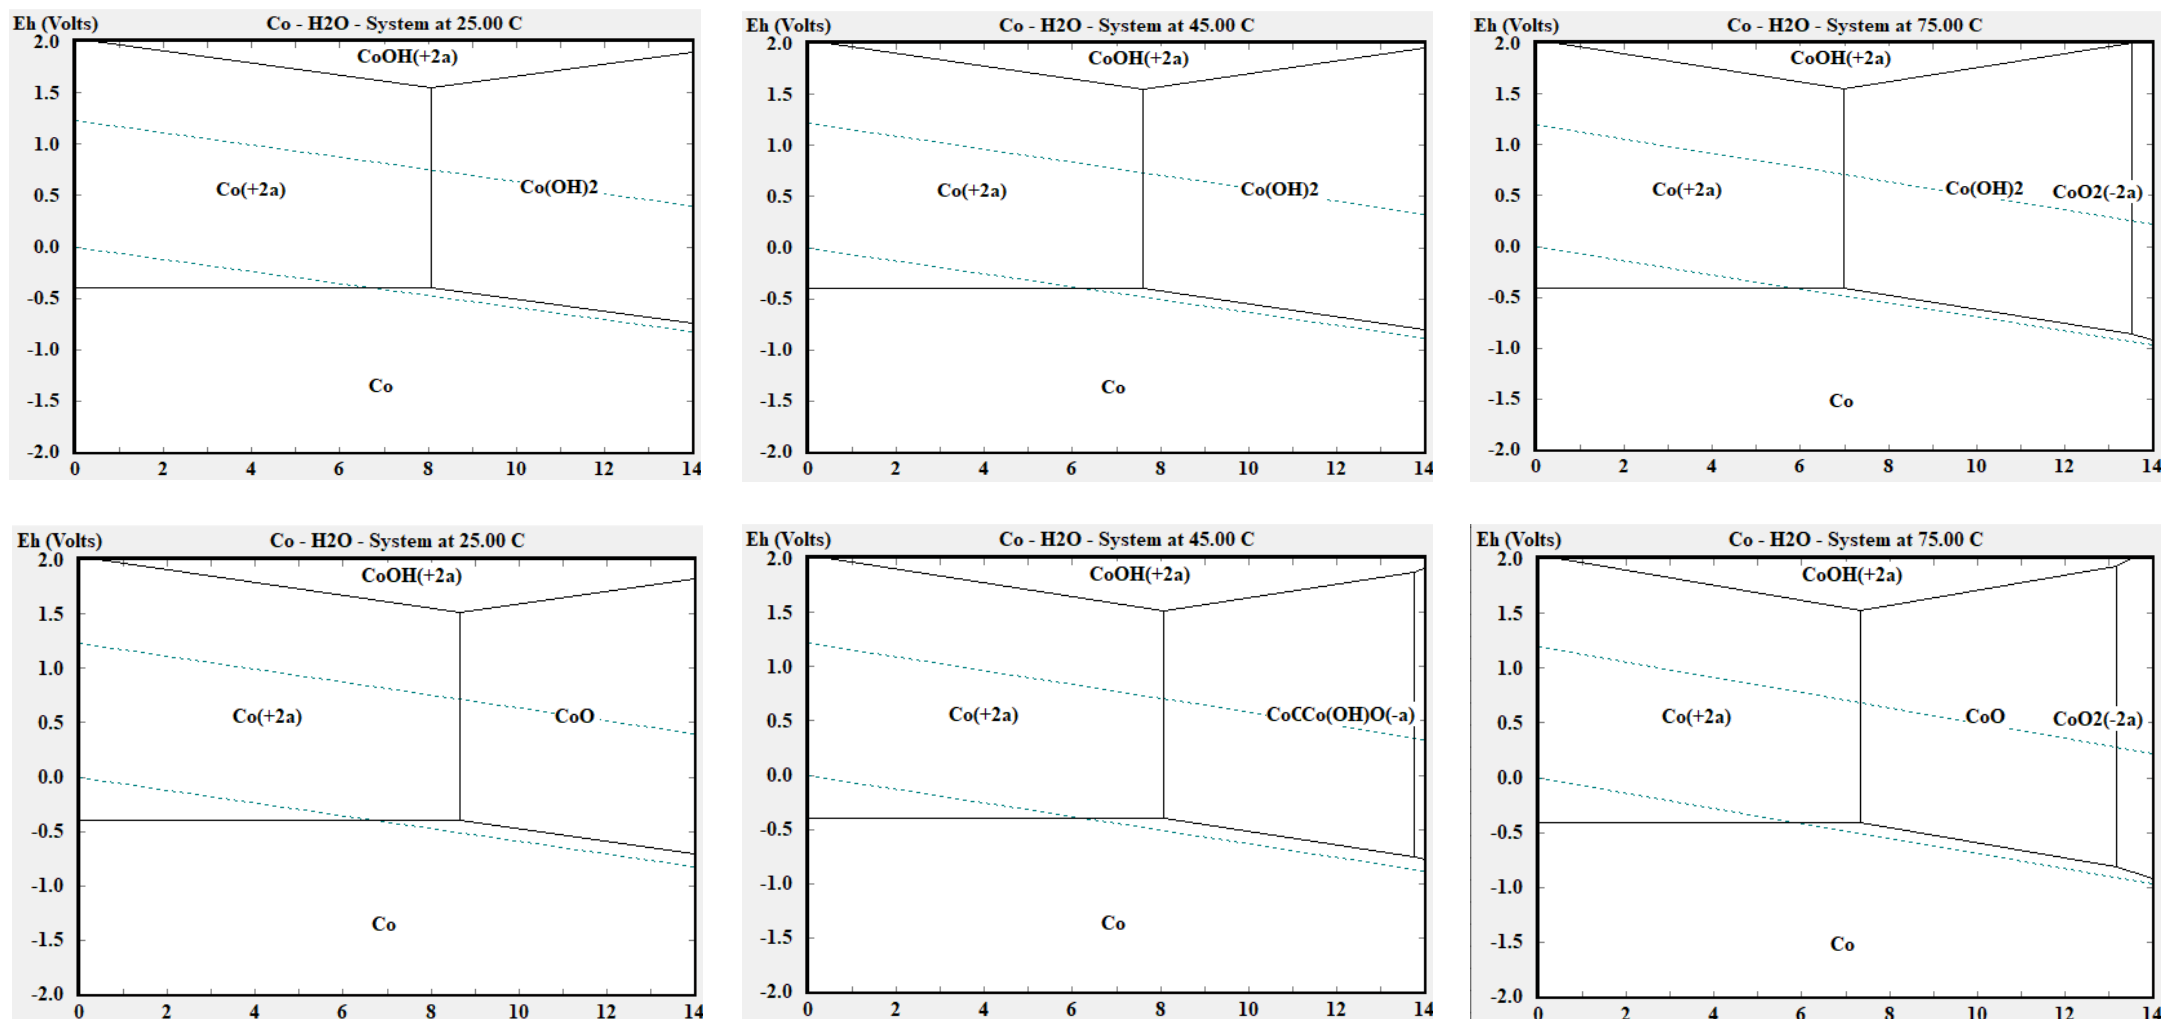 Eh (Volts) Co - H2O - System at 25.00 C
2.0
1.5
1.0
0.5
0.0
-0.5
-1.0
-1.5
-2.0
CoOH(+2a)
Co(+2a)
Co(OH)2
Co
0 2 4 6 8 10 12 14
Eh (Volts) Co - H2O - System at 45.00 C
2.0
1.5
1.0
0.5
0.0
-0.5
-1.0
-1.5
-2.0
CoOH(+2a)
Co(+2a)
Co(OH)2
Co
0 2 4 6 8 10 12 14
Eh (Volts) Co - H2O - System at 75.00 C
2.0
1.5
1.0
0.5
0.0
-0.5
-1.0
-1.5
-2.0
CoOH(+2a)
Co(+2a)
Co(OH)2
CoO2(-2a)
Co
0 2 4 6 8 10 12 14
Eh (Volts) Co - H2O - System at 25.00 C
2.0
1.5
1.0
0.5
0.0
-0.5
-1.0
-1.5
-2.0
CoOH(+2a)
Co(+2a)
CoO
Co
0 2 4 6 8 10 12 14
Eh (Volts) Co - H2O - System at 45.00 C
2.0
1.5
1.0
0.5
0.0
-0.5
-1.0
-1.5
-2.0
CoOH(+2a)
Co(+2a)
Co(OH)O(-a)
Co
0 2 4 6 8 10 12 14
Eh (Volts) Co - H2O - System at 75.00 C
2.0
1.5
1.0
0.5
0.0
-0.5
-1.0
-1.5
-2.0
CoOH(+2a)
Co(+2a)
CoO
CoO2(-2a)
Co
0 2 4 6 8 10 12 14